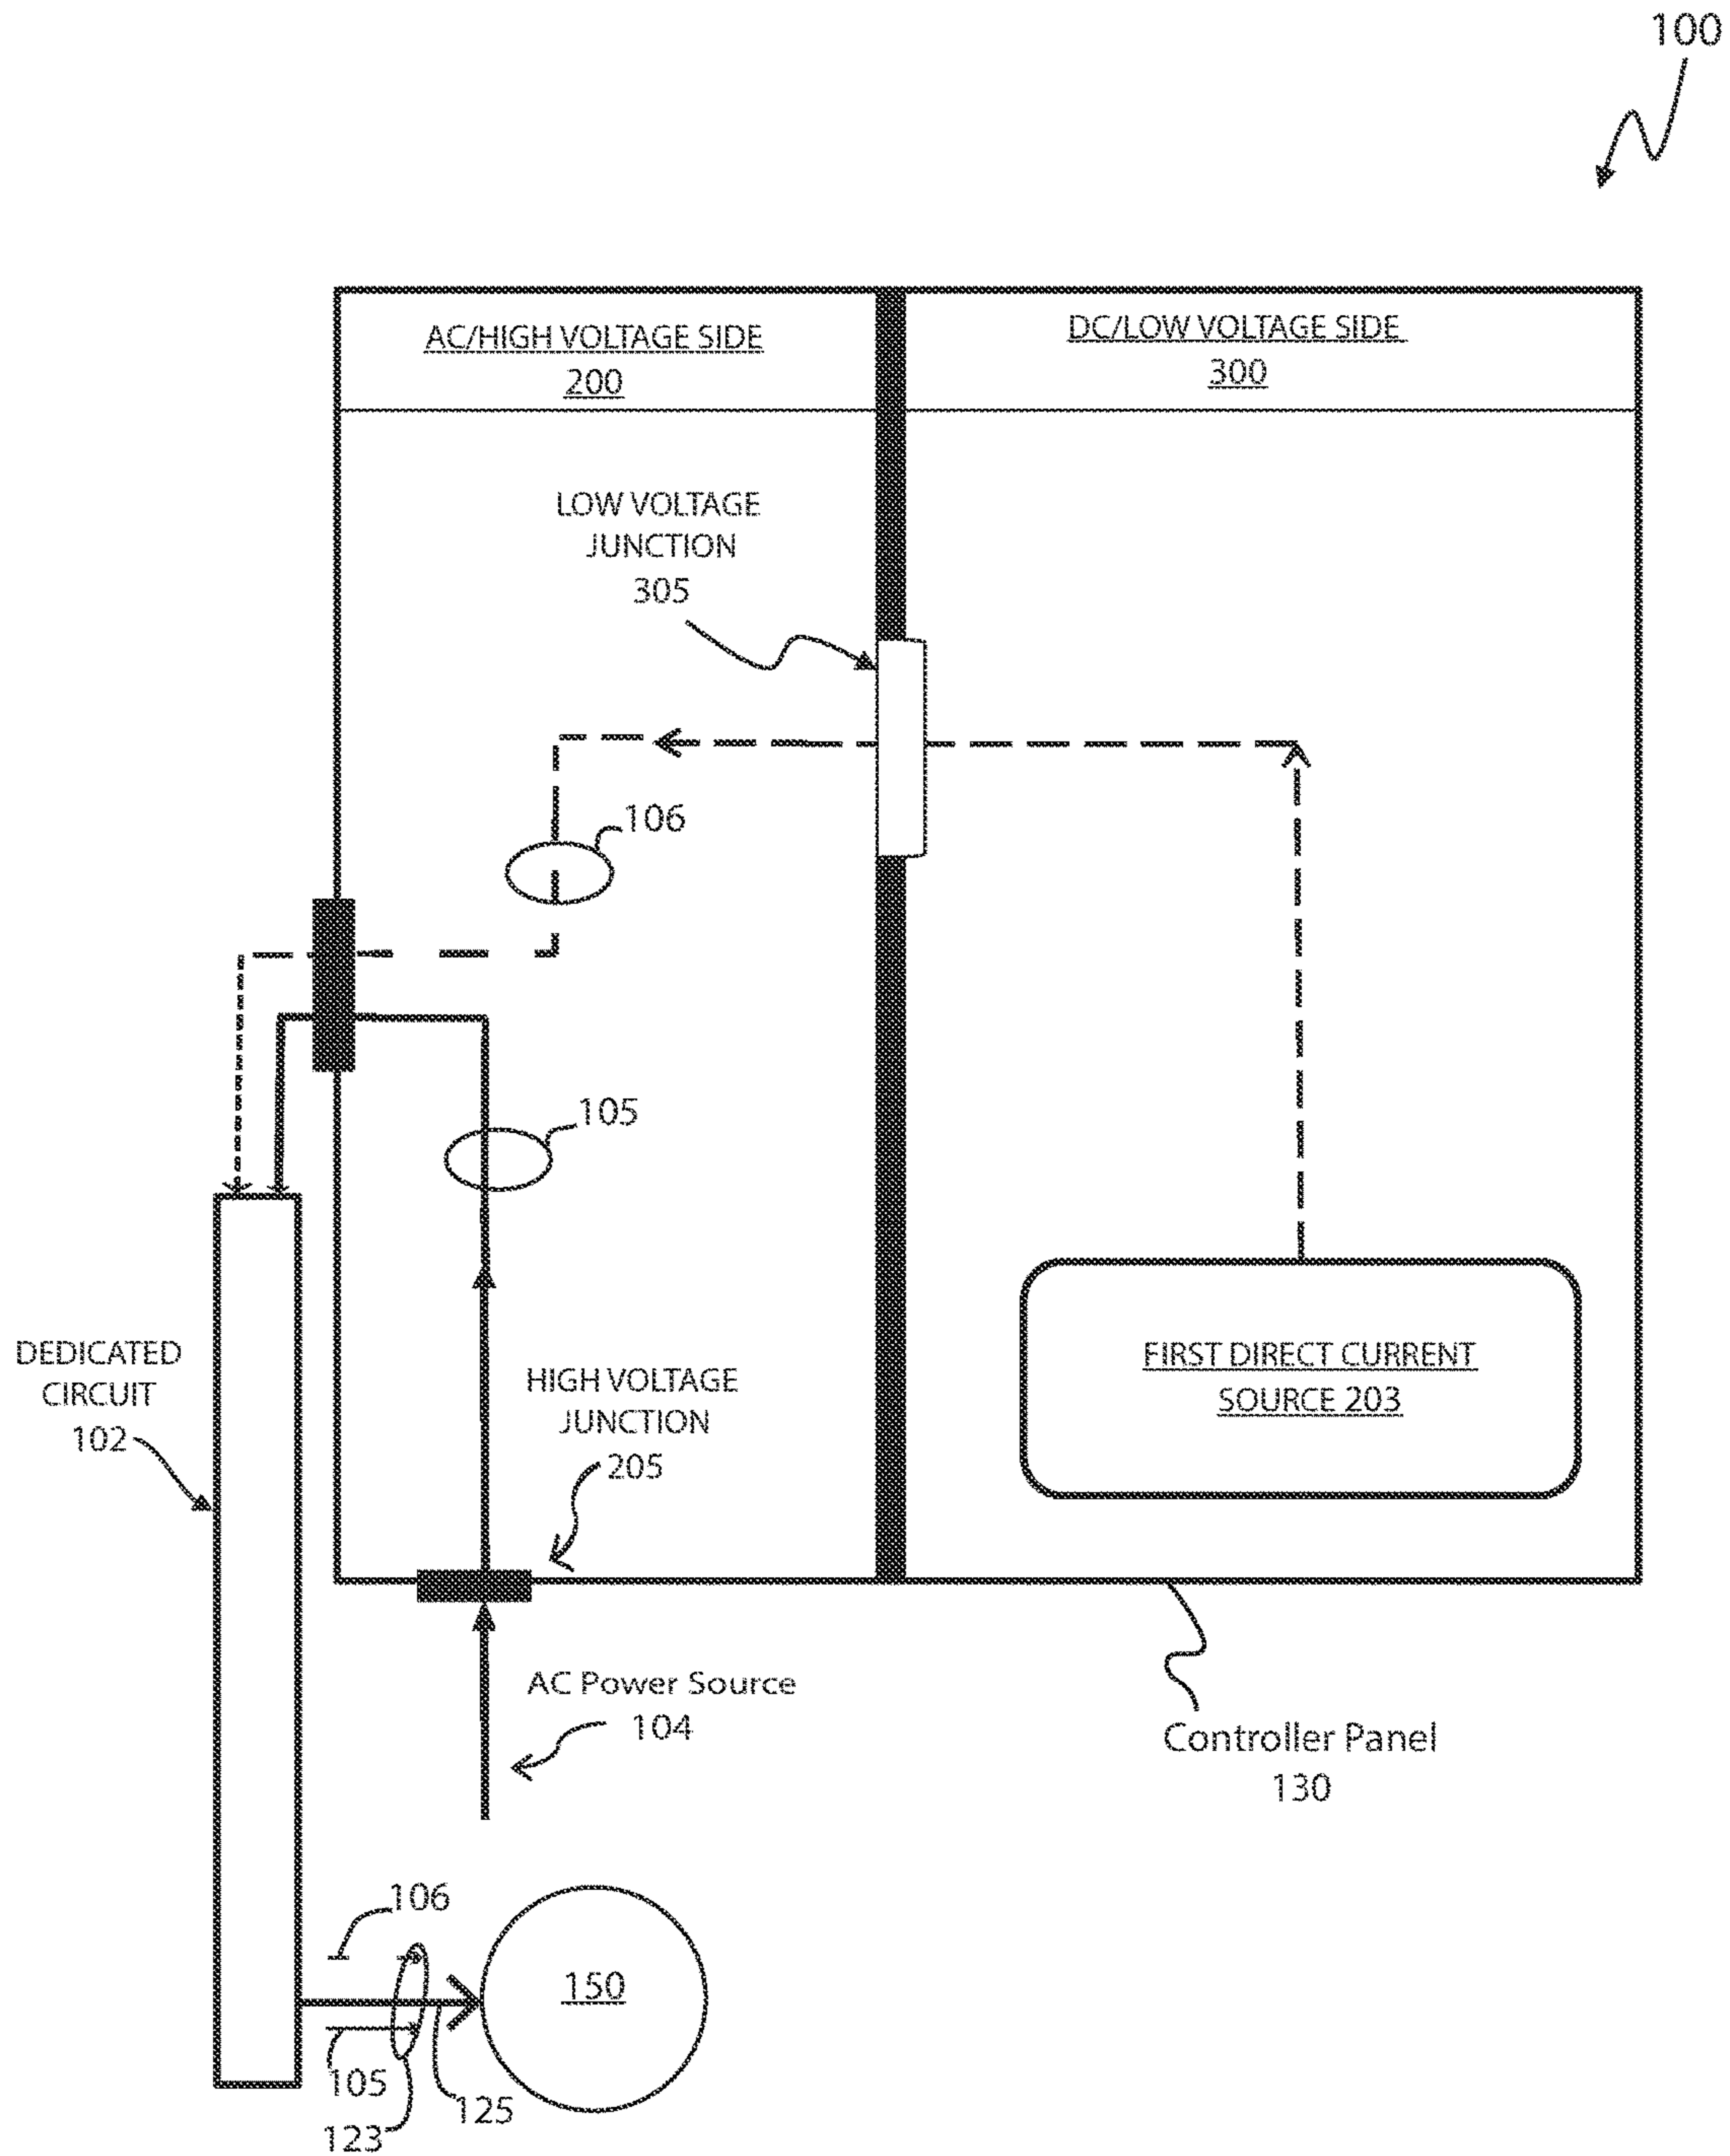 100
AC/HIGH VOLTAGE SIDE
200
DC/LOW VOLTAGE SIDE
300
LOW VOLTAGE
JUNCTION
305
106
105
DEDICATED
CIRCUIT
102
HIGH VOLTAGE
JUNCTION
205
FIRST DIRECT CURRENT
SOURCE 203
AC Power Source
104
Controller Panel
130
106
150
105
125
123